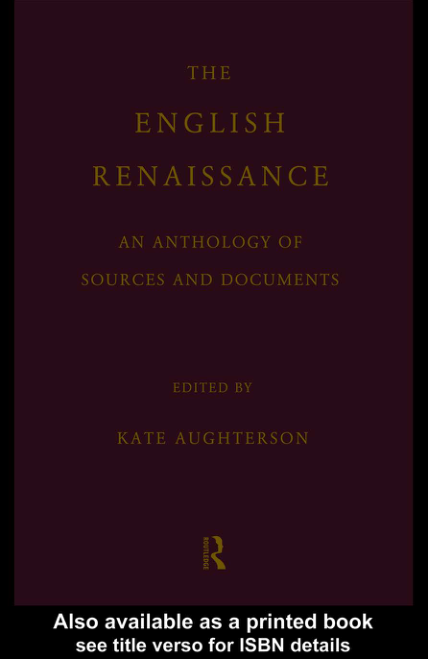 THE
ENGLISH
RENAISSANCE
AN ANTHOLOGY OF
SOURCES AND DOCUMENTS
EDITED BY
KATE AUGHTERSON
ROUTLEDGE
Also available as a printed book
see title verso for ISBN details